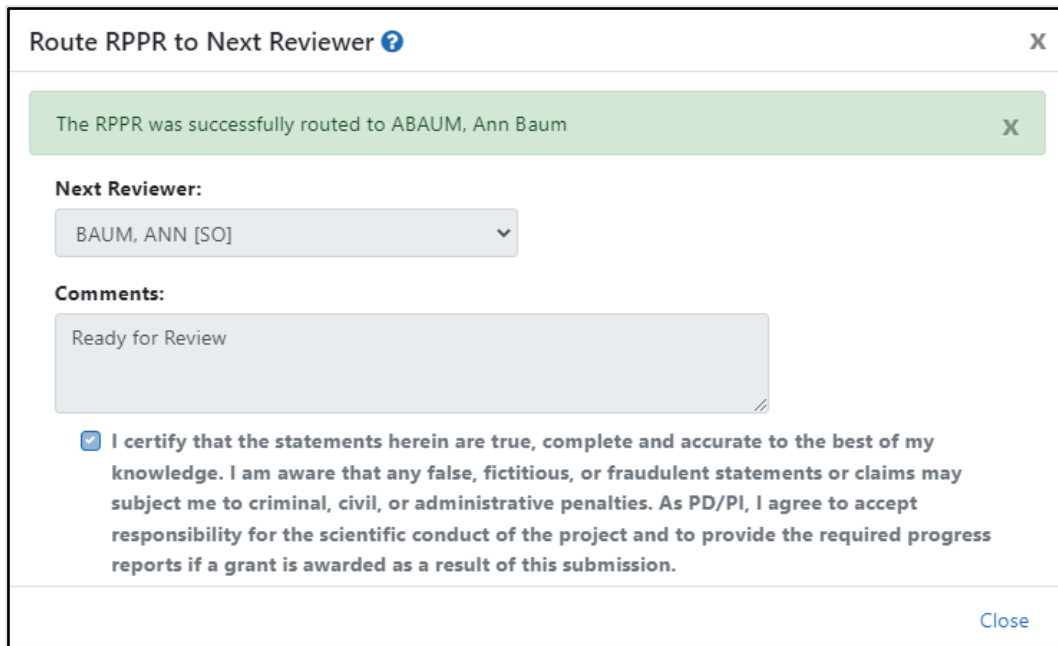 Route RPPR to Next Reviewer ?
X
The RPPR was successfully routed to ABAUM, Ann Baum
X
Next Reviewer:
BAUM, ANN [SO]
Comments:
Ready for Review
I certify that the statements herein are true, complete and accurate to the best of my
knowledge. I am aware that any false, fictitious, or fraudulent statements or claims may
subject me to criminal, civil, or administrative penalties. As PD/PI, I agree to accept
responsibility for the scientific conduct of the project and to provide the required progress
reports if a grant is awarded as a result of this submission.
Close